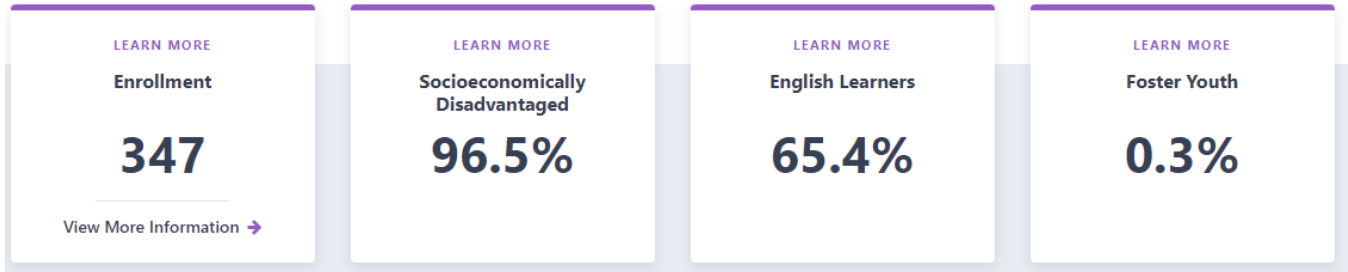 LEARN MORE
Enrollment
347
View More Information
LEARN MORE
Socioeconomically
Disadvantaged
96.5%
LEARN MORE
English Learners
65.4%
LEARN MORE
Foster Youth
0.3%